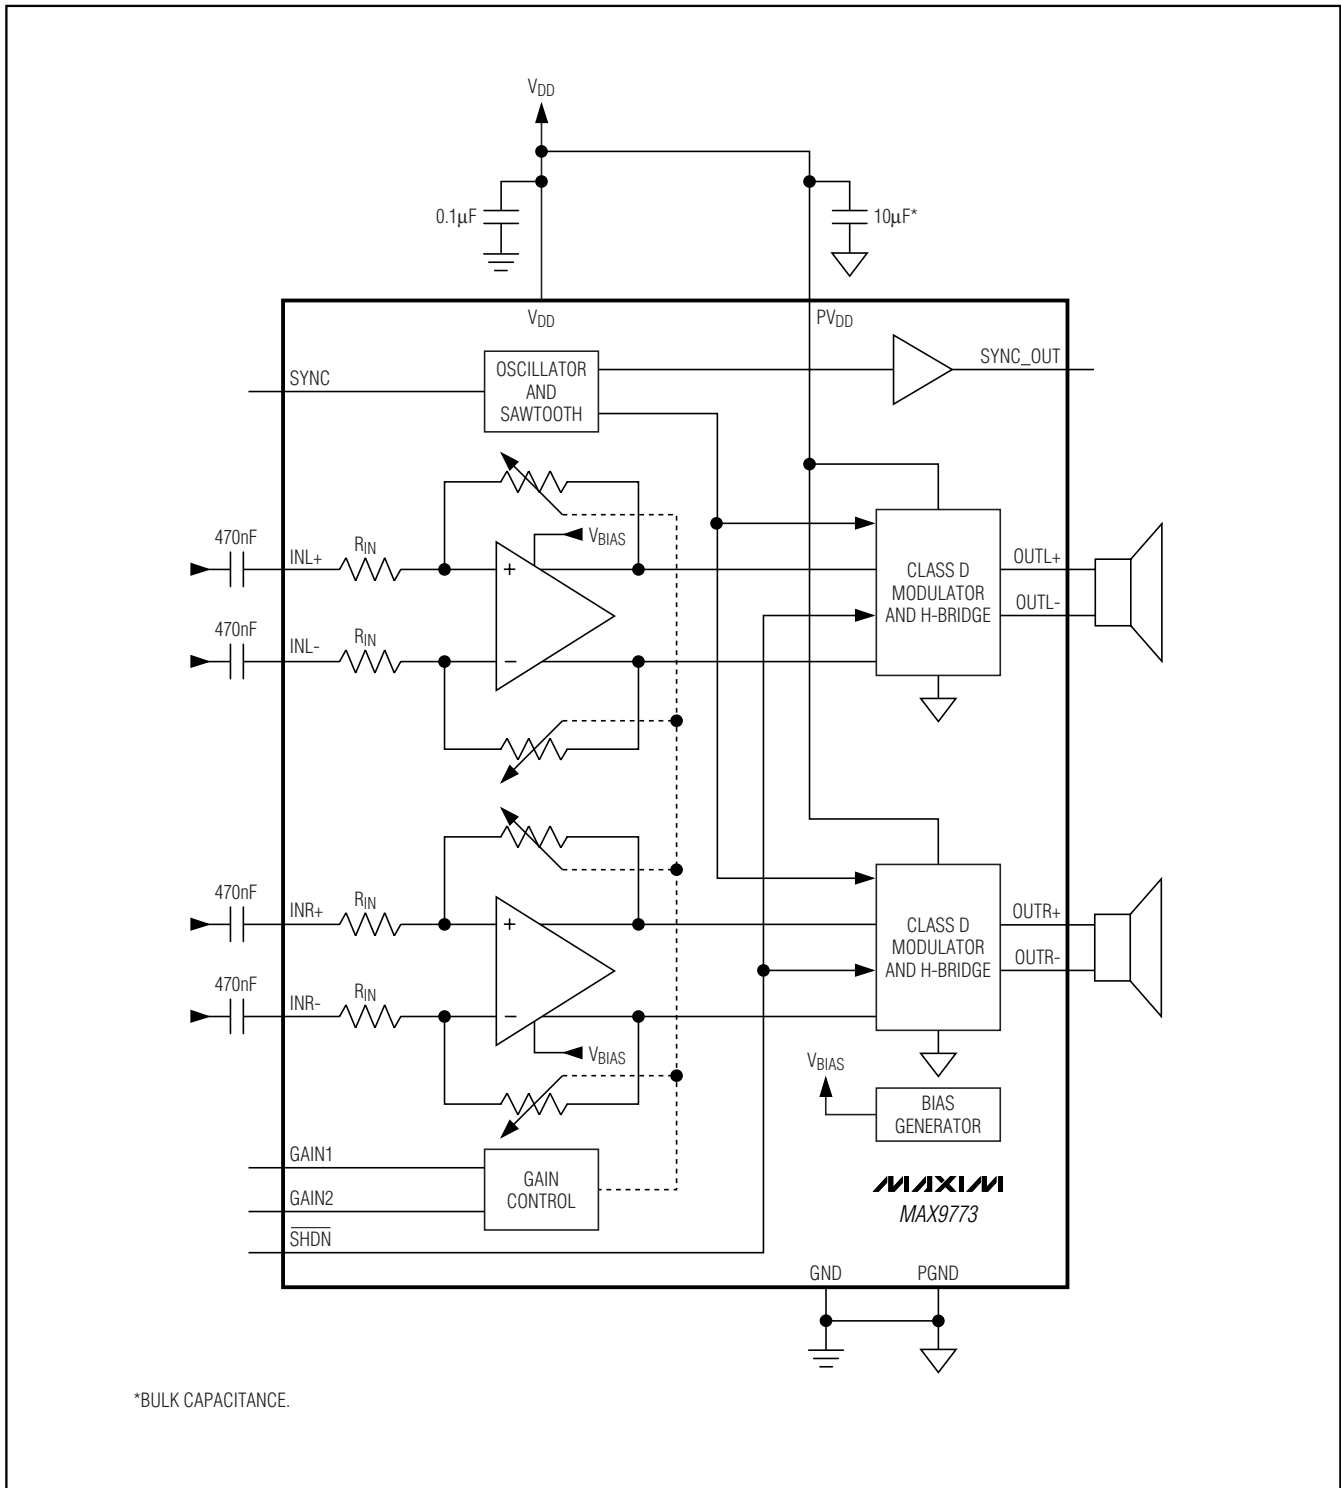 VDD
0.1μF
10μF*
VDD
PVDD
SYNC
OSCILLATOR
AND
SAWTOOTH
SYNC_OUT
470nF
INL+
RIN
VBIAS
+
CLASS D
MODULATOR
AND H-BRIDGE
OUTL+
OUTL-
470nF
INL-
RIN
−
470nF
INR+
RIN
+
CLASS D
MODULATOR
AND H-BRIDGE
OUTR+
OUTR-
470nF
INR-
RIN
−
VBIAS
VBIAS
BIAS
GENERATOR
GAIN1
GAIN2
GAIN
CONTROL
SHDN
MAXIM
MAX9773
GND
PGND
*BULK CAPACITANCE.